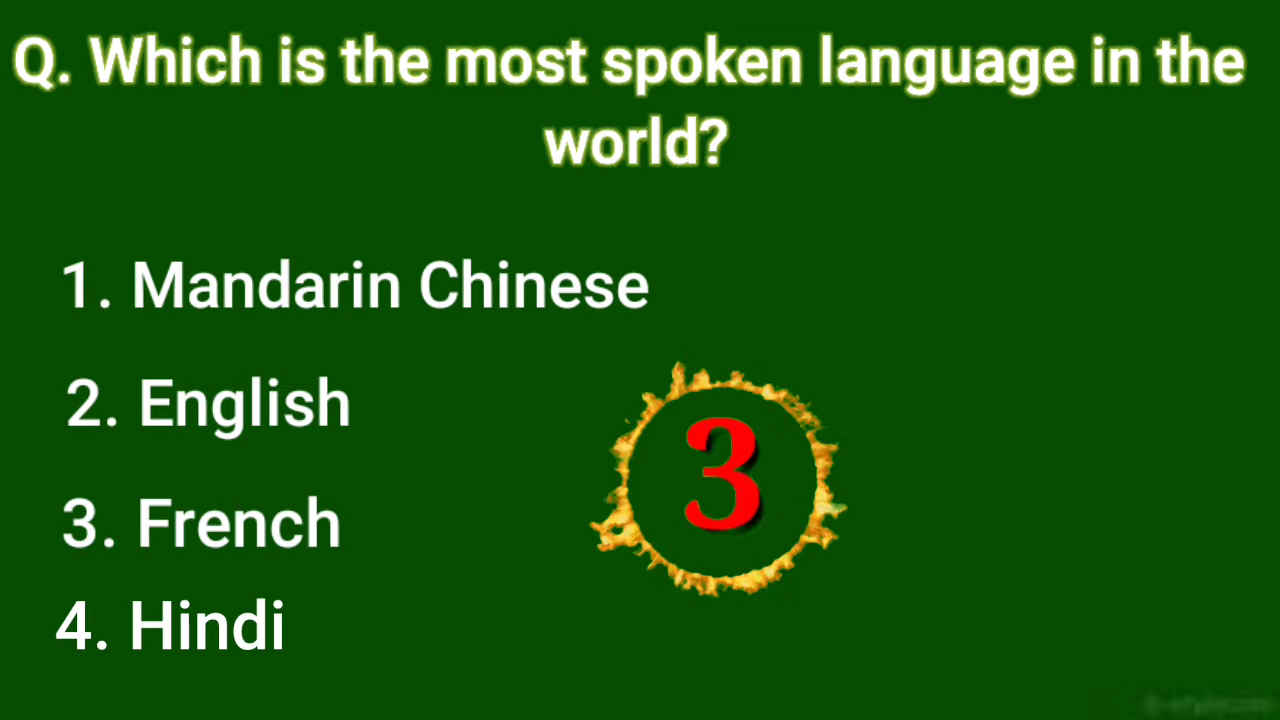 Q. Which is the most spoken language in the
world?
1. Mandarin Chinese
2. English
3
3. French
4. Hindi